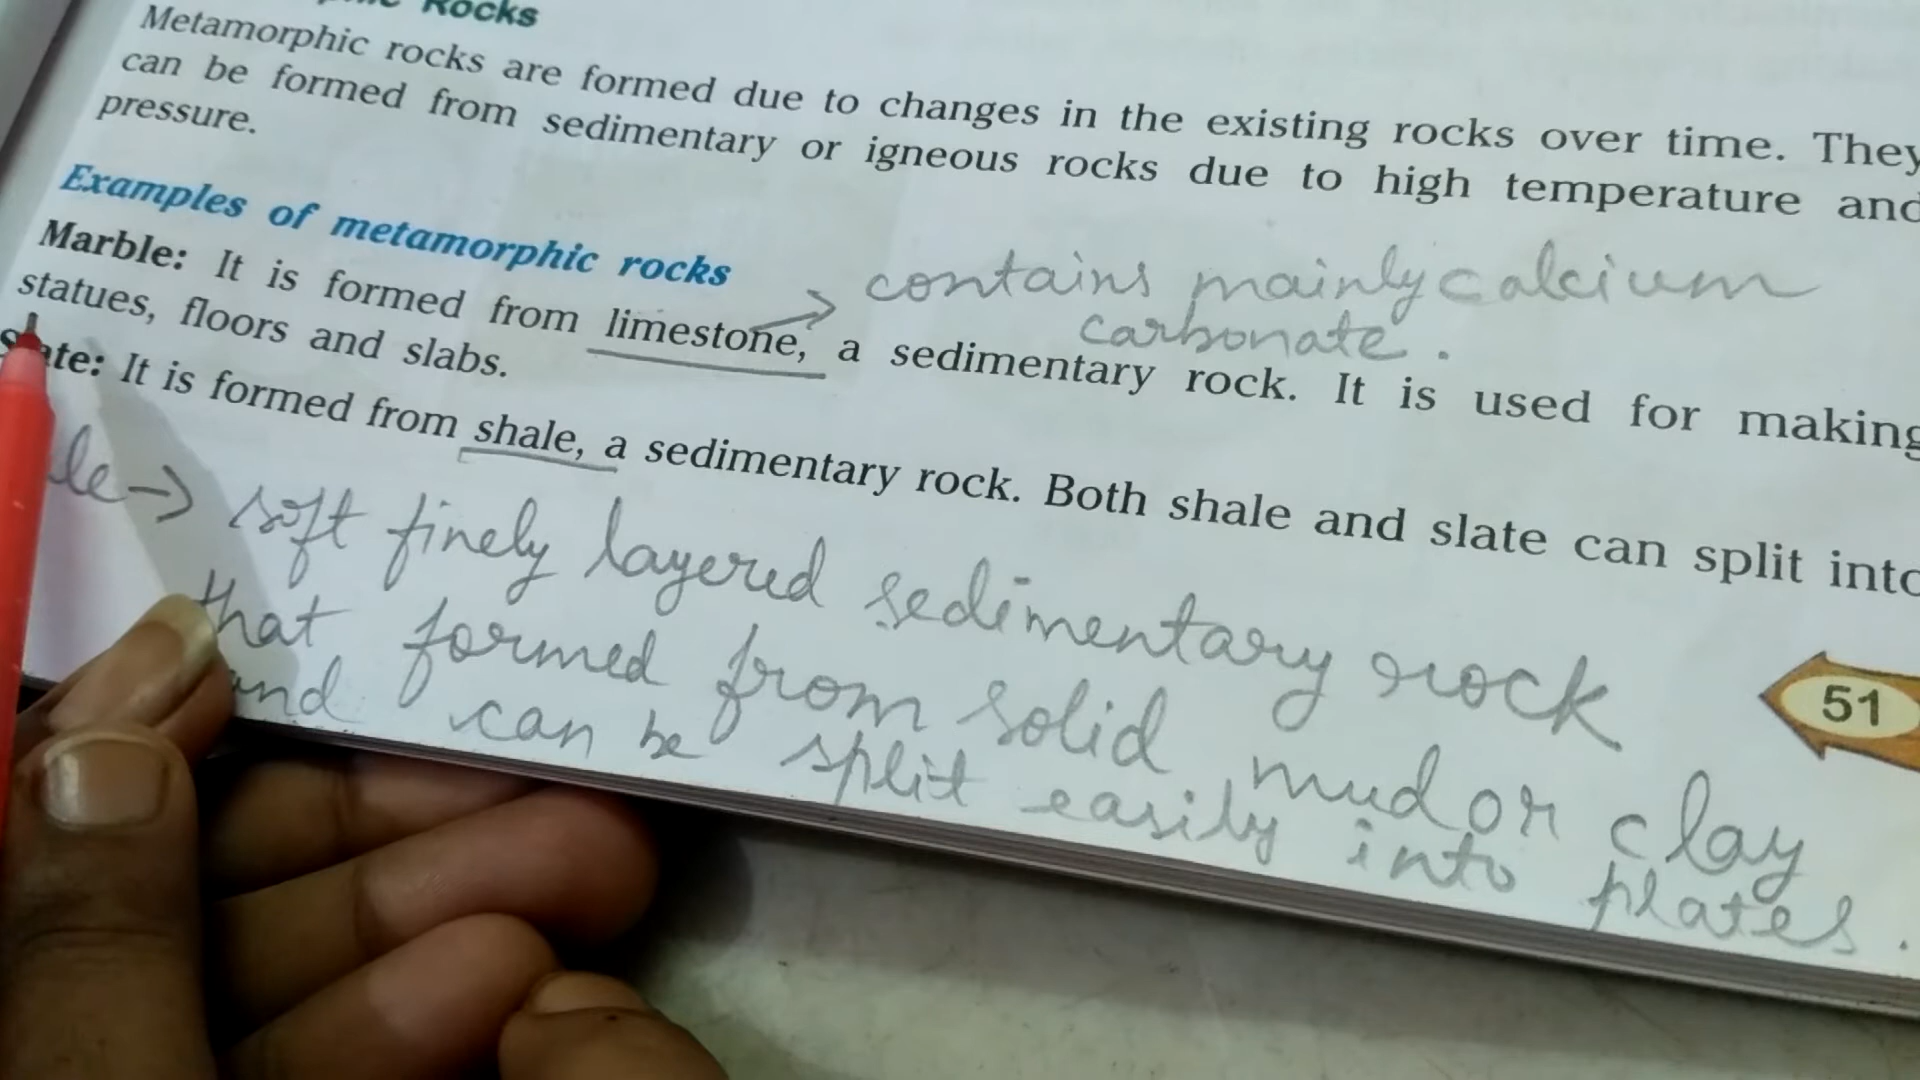 Rocks
Metamorphic rocks are formed due to changes in the existing rocks over time. They
can be formed from sedimentary or igneous rocks due to high temperature and
pressure.
Examples of metamorphic rocks
contains mainly calcium
carbonate.
Marble: It is formed from limestone, a sedimentary rock. It is used for making
statues, floors and slabs.
Slate: It is formed from shale, a sedimentary rock. Both shale and slate can split into
le → soft finely layered sedimentary rock
that formed from solid mud or clay
and can be split easily into plates.
51